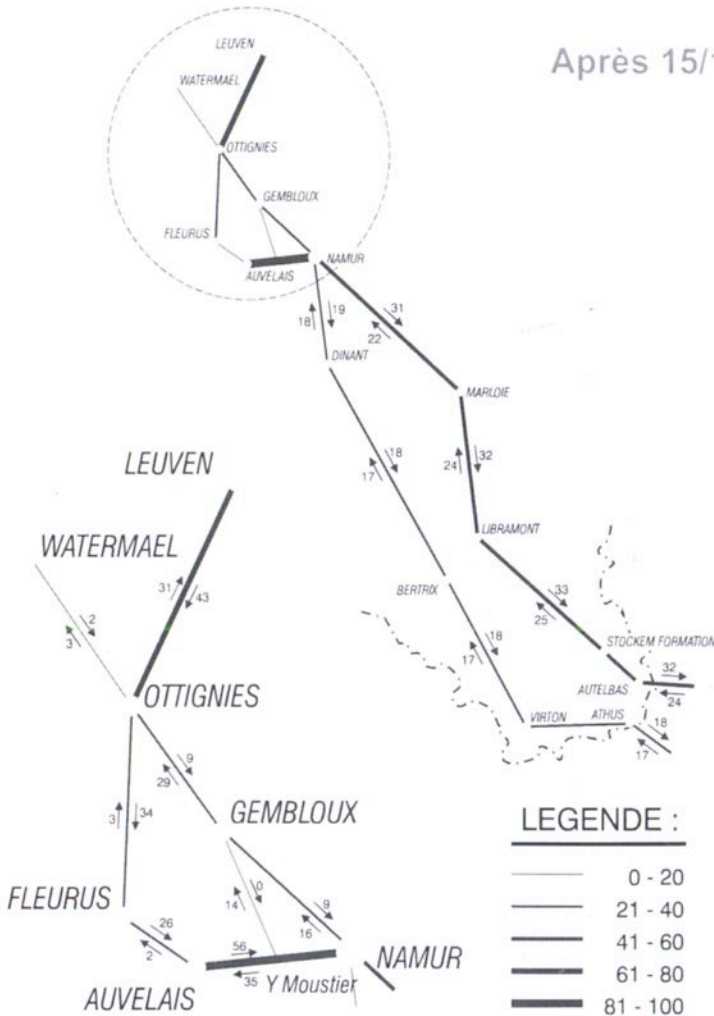 Après 15/1
LEUVEN
WATERMAEL
OTTIGNIES
GEMBLOUX
FLEURUS
AUVELAIS
NAMUR
18
19
31
22
DINANT
MARLOIE
24
32
18
17
LIBRAMONT
BERTRIX
33
25
18
17
STOCKEM FORMATION
AUTELBAS
32
24
VIRTON
ATHUS
18
17
LEUVEN
WATERMAEL
31
43
2
3
OTTIGNIES
9
29
3
34
GEMBLOUX
14
0
9
16
FLEURUS
26
2
56
35
Y Moustier
NAMUR
AUVELAIS
LEGENDE :
0 - 20
21 - 40
41 - 60
61 - 80
81 - 100